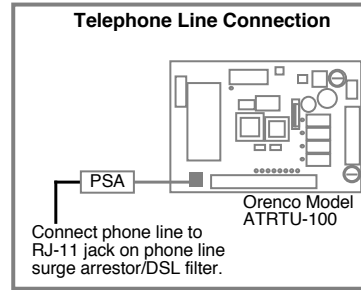 Telephone Line Connection
PSA
Orenco Model
ATRTU-100
Connect phone line to
RJ-11 jack on phone line
surge arrestor/DSL filter.